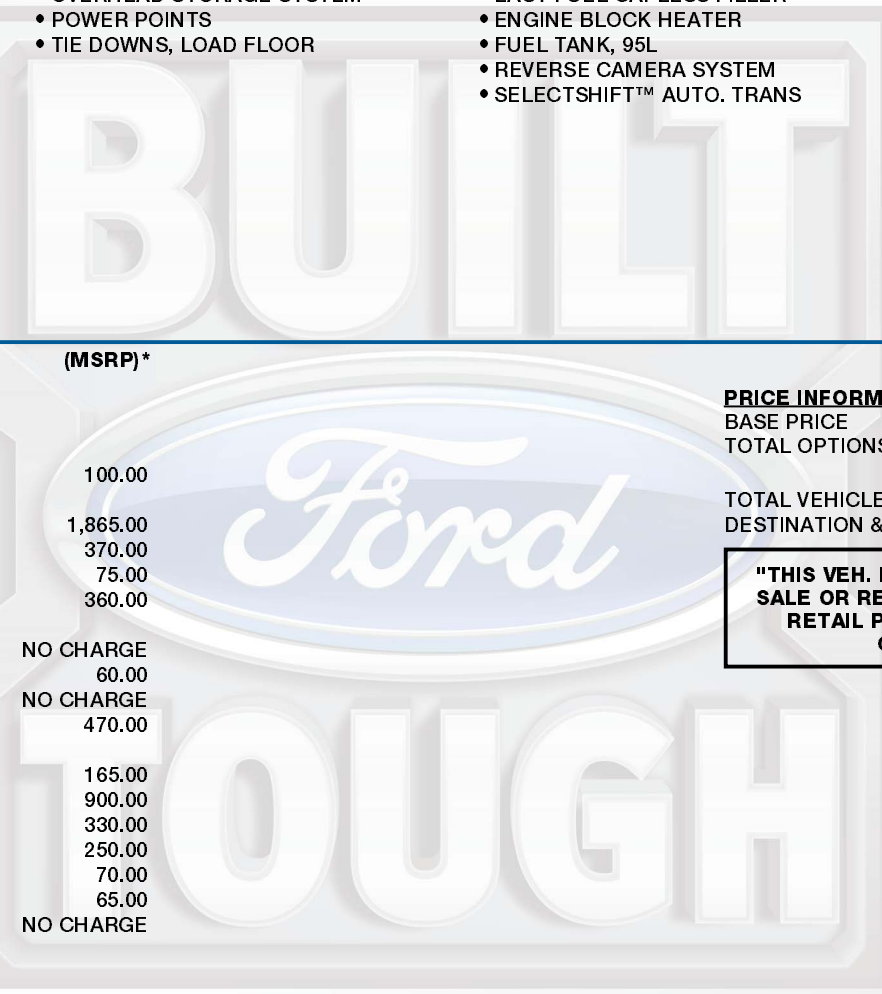 • POWER POINTS
• TIE DOWNS, LOAD FLOOR
• ENGINE BLOCK HEATER
• FUEL TANK, 95L
• REVERSE CAMERA SYSTEM
• SELECTSHIFT™ AUTO. TRANS
BUILT
(MSRP)*
100.00
1,865.00
370.00
75.00
360.00
NO CHARGE
60.00
NO CHARGE
470.00
165.00
900.00
330.00
250.00
70.00
65.00
NO CHARGE
Ford
TOUGH
PRICE INFORM
BASE PRICE
TOTAL OPTIONS
TOTAL VEHICLE
DESTINATION &
"THIS VEH.
SALE OR RE
RETAIL P